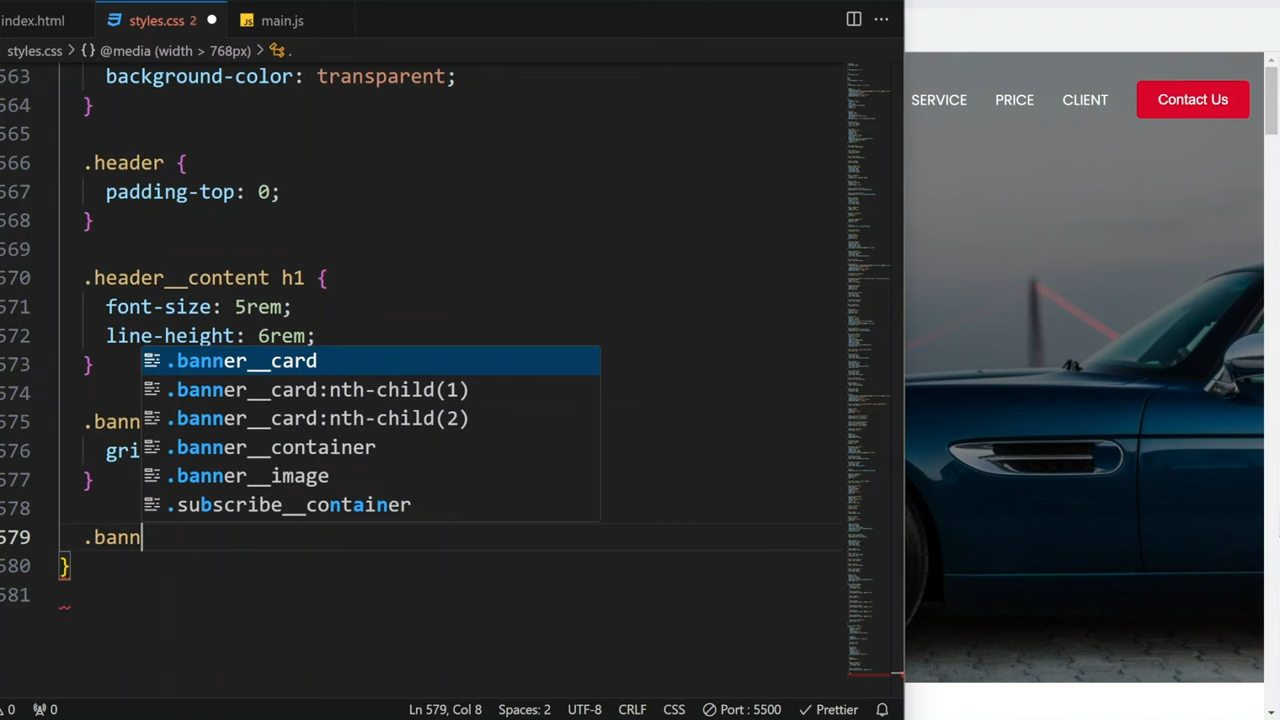 index.html
styles.css 2
main.js
styles.css > {} @media (width > 768px) > .
563 background-color: transparent;
564 }
565
566 .header {
567 padding-top: 0;
568 }
569
570 .header__content h1 {
571 font-size: 5rem;
572 line-height: 6rem;
573 }
574
575 .bann
576 gri
577 }
578
579 .bann
580 }
581
.banner__card
.banner__card:nth-child(1)
.banner__card:nth-child(2)
.banner__container
.banner__image
.subscribe__container
0
0
Ln 579, Col 8
Spaces: 2
UTF-8
CRLF
CSS
Port : 5500
Prettier
SERVICE
PRICE
CLIENT
Contact Us